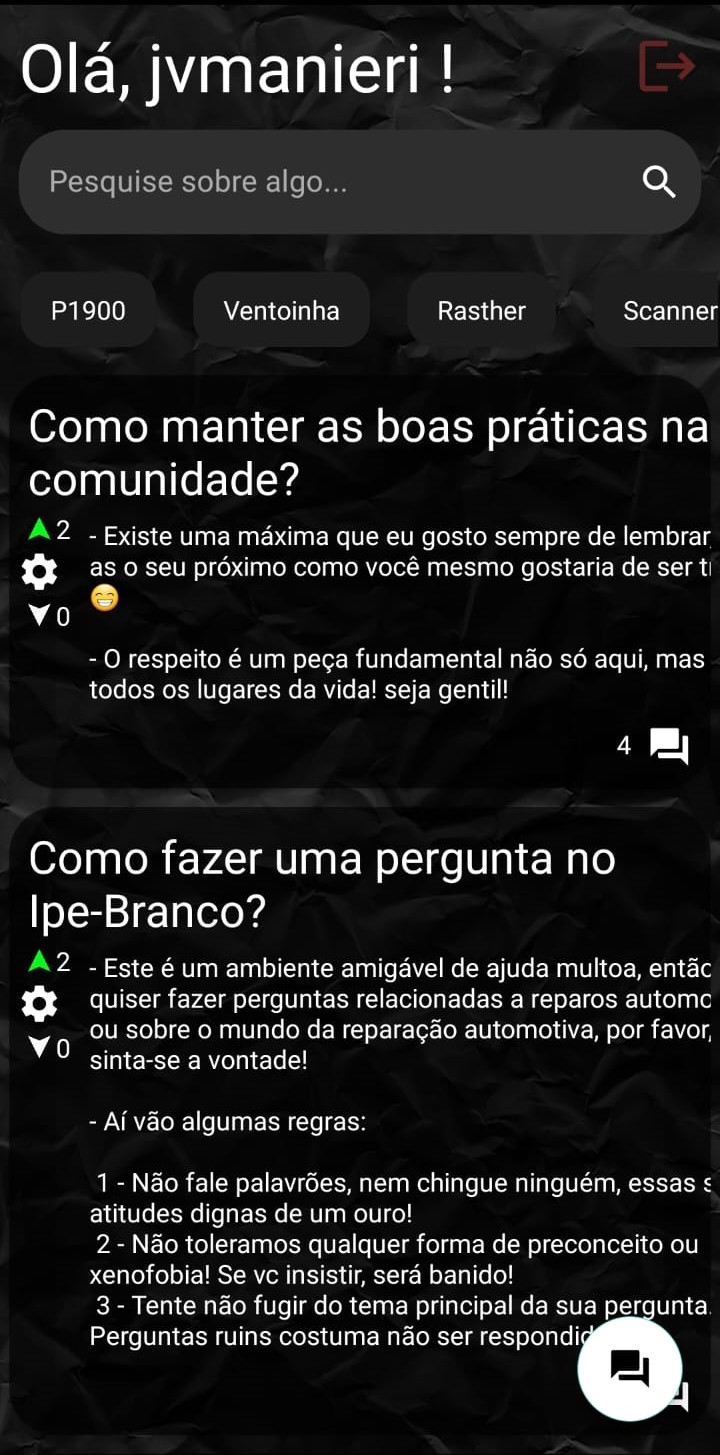 Olá, jvmanieri !
Pesquise sobre algo...
P1900 Ventoinha Rasther Scanner
Como manter as boas práticas na
comunidade?
2
- Existe uma máxima que eu gosto sempre de lembrar,
as o seu próximo como você mesmo gostaria de ser
😁
0
- O respeito é um peça fundamental não só aqui, mas
todos os lugares da vida! seja gentil!
4
Como fazer uma pergunta no
Ipe-Branco?
2
- Este é um ambiente amigável de ajuda multoa,
quiser fazer perguntas relacionadas a reparos
ou sobre o mundo da reparação automotiva, por favor,
0
sinta-se a vontade!
- Aí vão algumas regras:
1 - Não fale palavrões, nem chingue ninguém, essas
atitudes dignas de um ouro!
2 - Não toleramos qualquer forma de preconceito ou
xenofobia! Se vc insistir, será banido!
3 - Tente não fugir do tema principal da sua pergunta.
Perguntas ruins costuma não ser